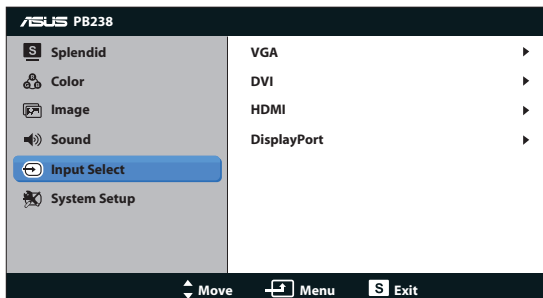 ASUS PB238
S Splendid
Color
Image
Sound
Input Select
System Setup
VGA
DVI
HDMI
DisplayPort
Move Menu S Exit